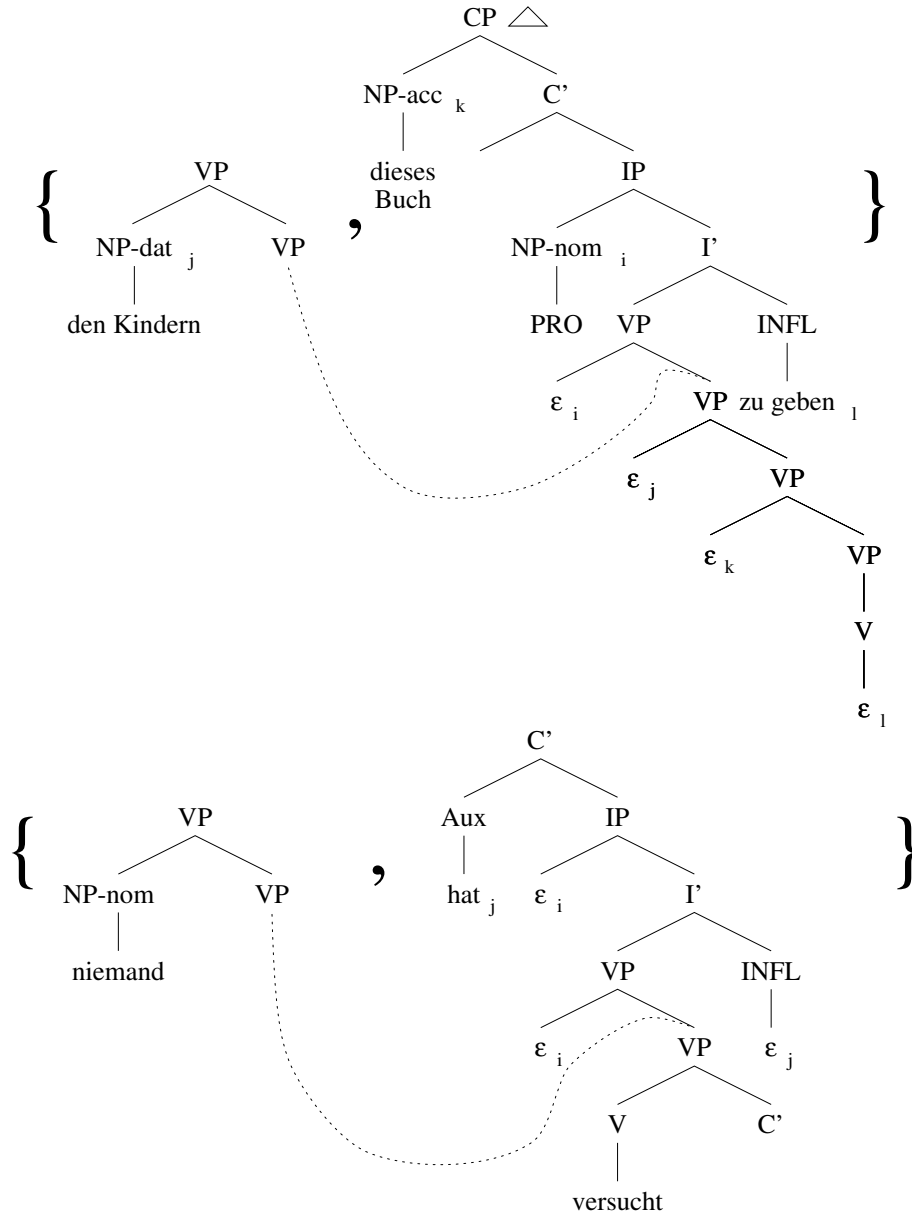 CP
NP-acc k C'
VP dieses IP
{ Buch }
NP-dat j VP , NP-nom i I'
den Kindern PRO VP INFL
ε i VP zu geben l
ε j VP
ε k VP
V
ε l
C'
VP Aux IP
{ , }
NP-nom VP hat j ε i I'
niemand VP INFL
ε i VP ε j
V C'
versucht